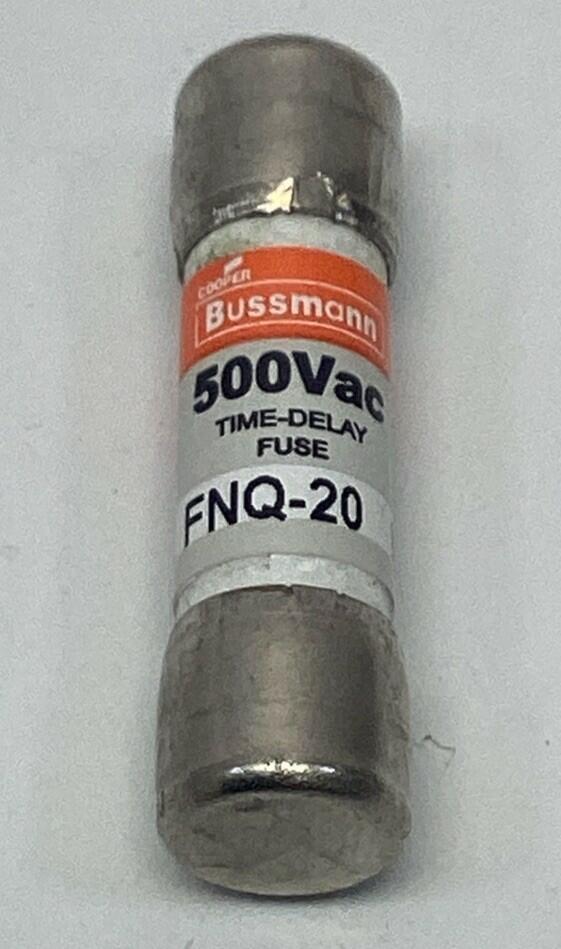 COOPER
Bussmann
500Vac
TIME-DELAY
FUSE
FNQ-20